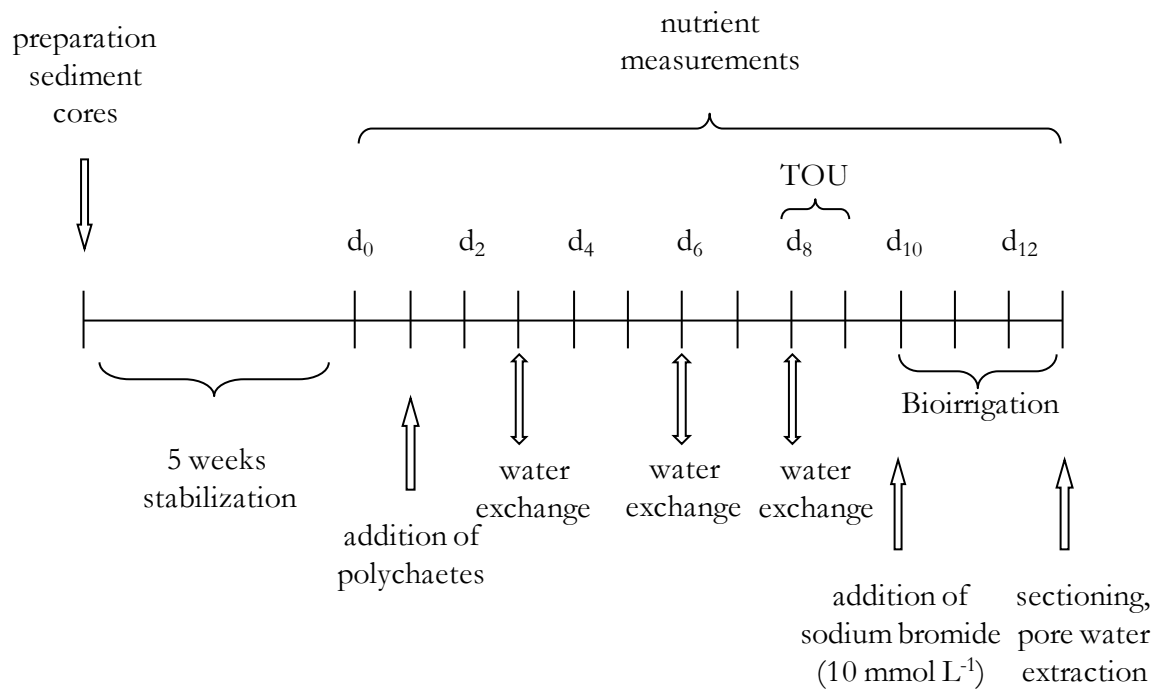 nutrient
measurements
preparation
sediment
cores
TOU
d0 d2 d4 d6 d8 d10 d12
Bioirrigation
5 weeks
stabilization
water
exchange
water
exchange
water
exchange
addition of
polychaetes
addition of
sodium bromide
(10 mmol L-1)
sectioning,
pore water
extraction